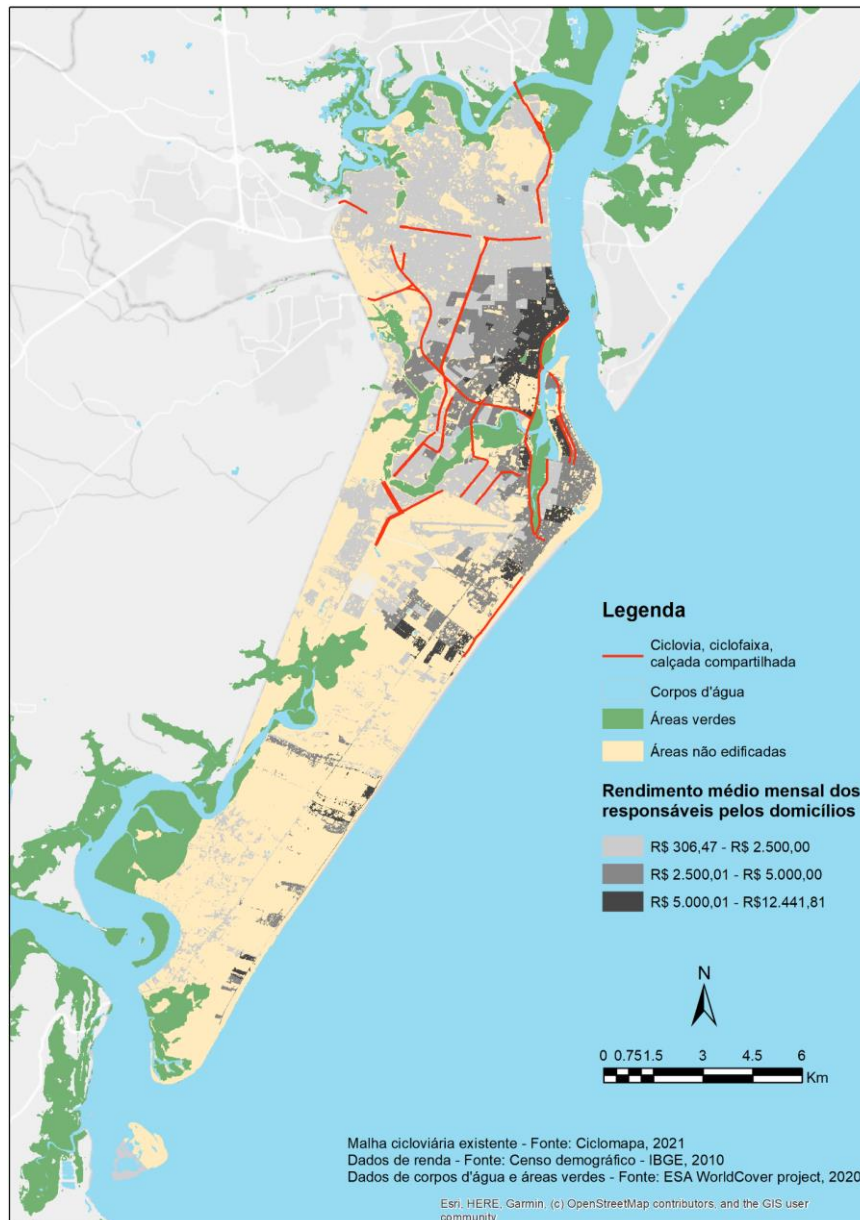 Legenda
Ciclovia, ciclofaixa,
calçada compartilhada
Corpos d'água
Áreas verdes
Áreas não edificadas
Rendimento médio mensal dos
responsáveis pelos domicílios
R$ 306,47 - R$ 2.500,00
R$ 2.500,01 - R$ 5.000,00
R$ 5.000,01 - R$12.441,81
N
0 0.75 1.5 3 4.5 6
Km
Malha cicloviária existente - Fonte: Ciclomapa, 2021
Dados de renda - Fonte: Censo demográfico - IBGE, 2010
Dados de corpos d'água e áreas verdes - Fonte: ESA WorldCover project, 2020
Esri, HERE, Garmin, (c) OpenStreetMap contributors, and the GIS user
community